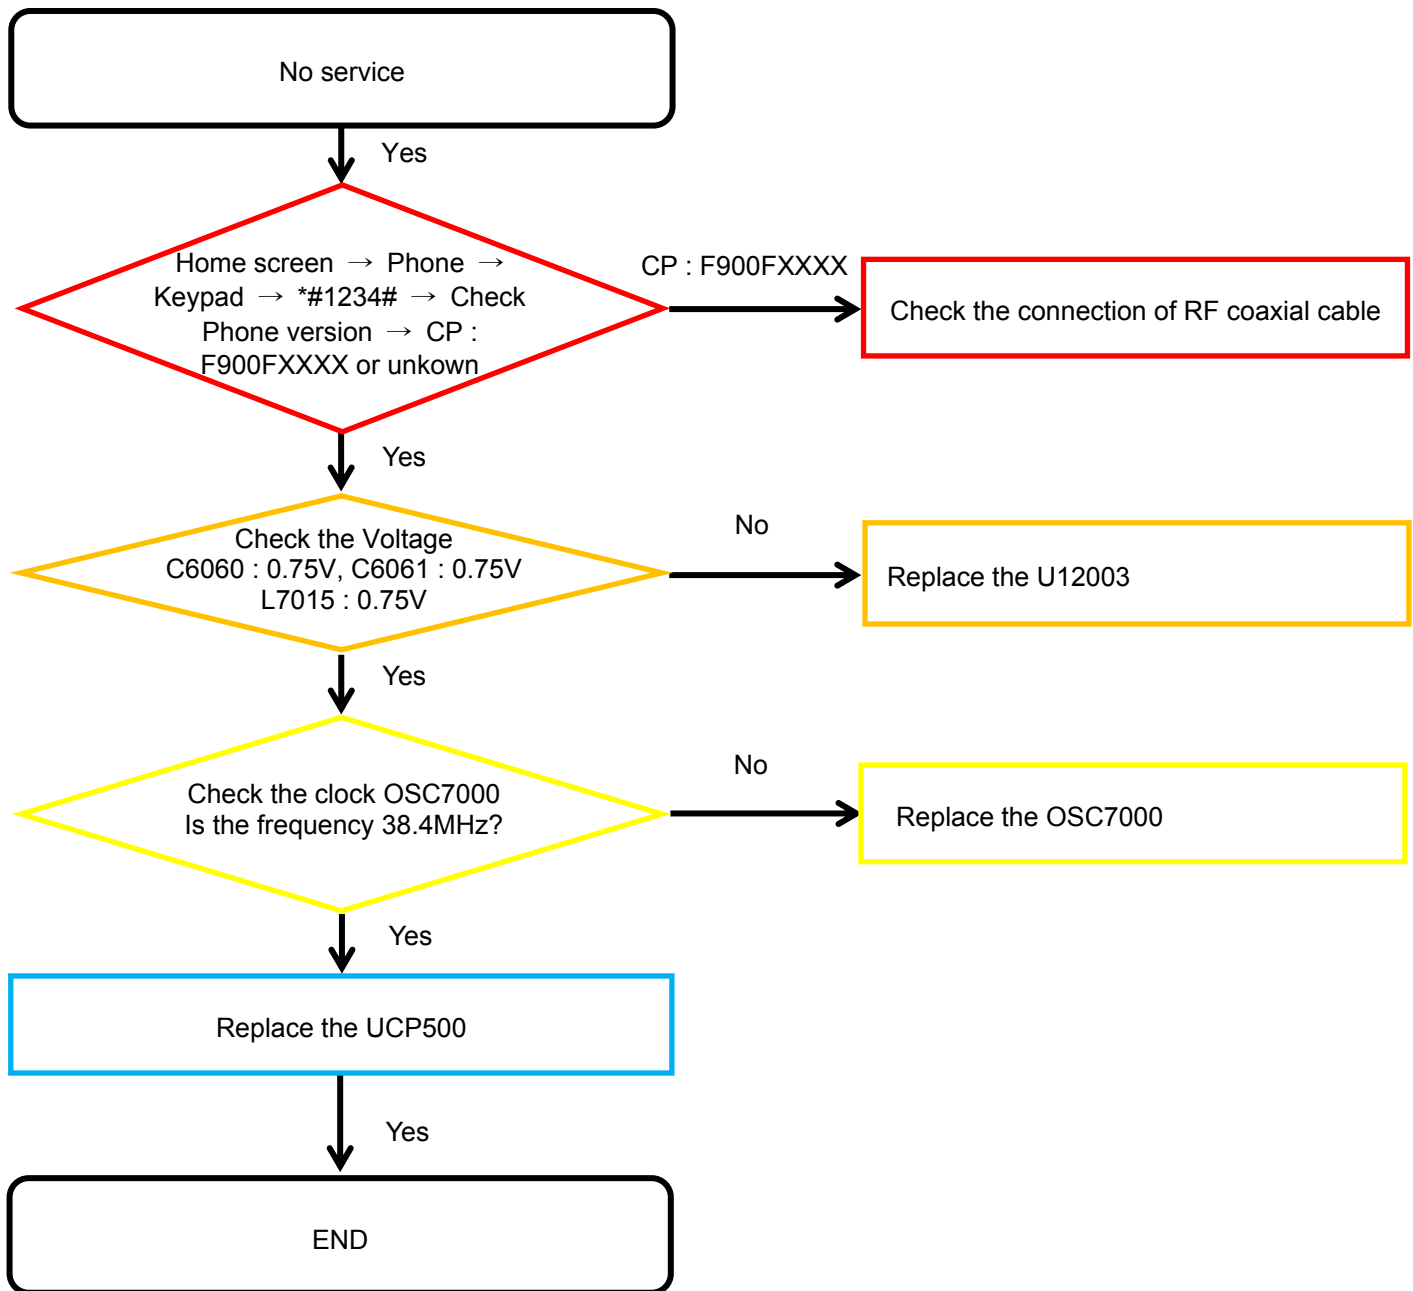 No service
Yes
Home screen → Phone →
Keypad → *#1234# → Check
Phone version → CP :
F900FXXXX or unkown
CP : F900FXXXX
Check the connection of RF coaxial cable
Yes
Check the Voltage
C6060 : 0.75V, C6061 : 0.75V
L7015 : 0.75V
No
Replace the U12003
Yes
Check the clock OSC7000
Is the frequency 38.4MHz?
No
Replace the OSC7000
Yes
Replace the UCP500
Yes
END